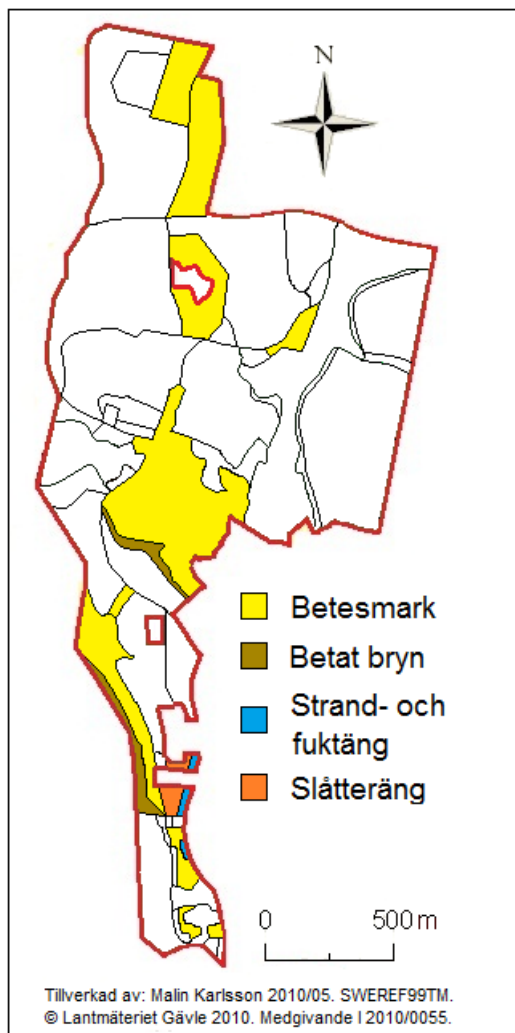 N
Betesmark
Betat bryn
Strand- och
fuktäng
Slåtteräng
0 500 m
Tillverkad av: Malin Karlsson 2010/05. SWEREF99TM.
© Lantmäteriet Gävle 2010. Medgivande I 2010/0055.